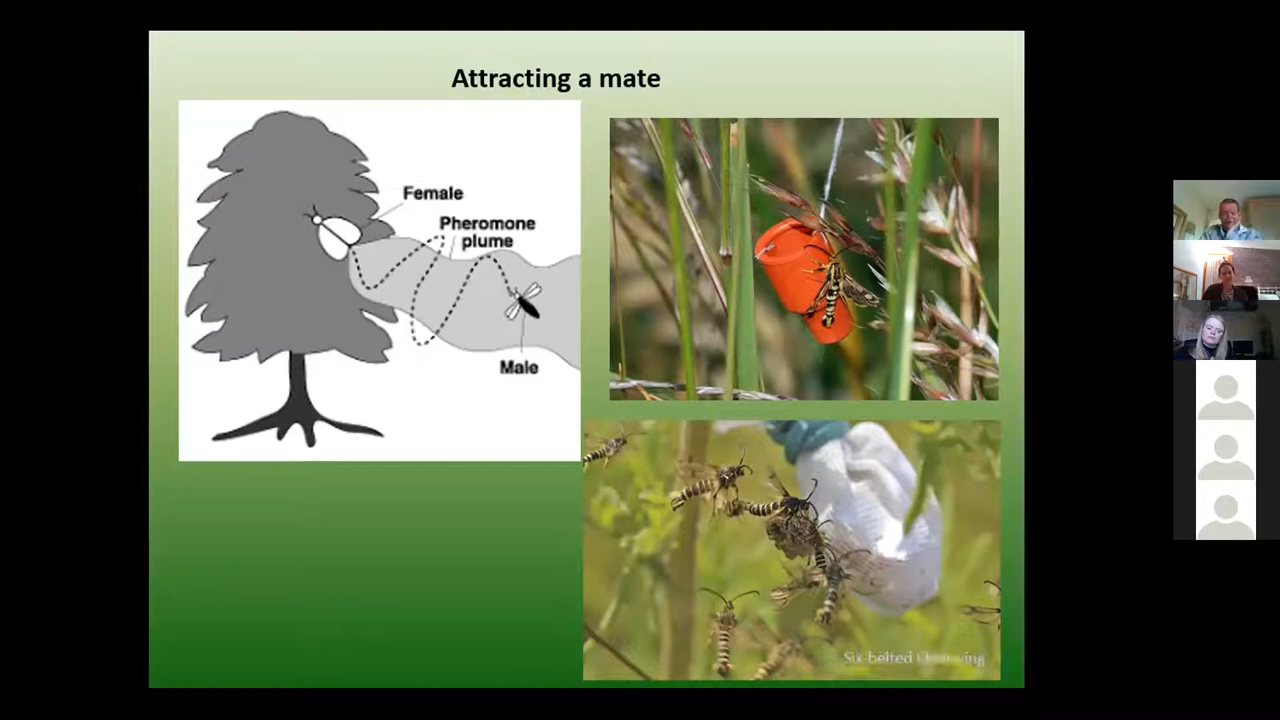 Attracting a mate
Female
Pheromone
plume
Male
Six-belted Clearwing